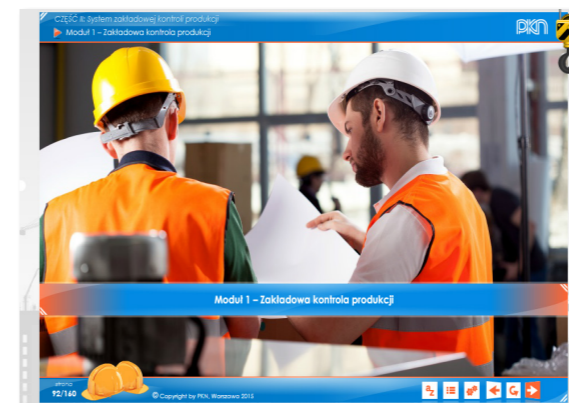 CZĘŚĆ II: System zakładowej kontroli produkcji
Moduł 1 – Zakładowa kontrola produkcji
PKN
Moduł 1 – Zakładowa kontrola produkcji
strona
92/160
© Copyright by PKN, Warszawa 2015